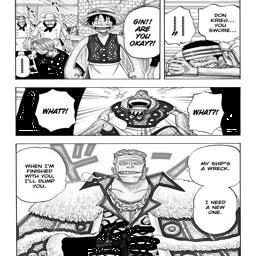 DON
KRIEG...
YOU
SWORE...
GIN!!
ARE
YOU
OKAY?!
WHAT?!
WHAT?!
MY SHIP'S
A WRECK.
I NEED
A NEW
ONE.
WHEN I'M
FINISHED
WITH YOU,
I'LL DUMP
YOU.